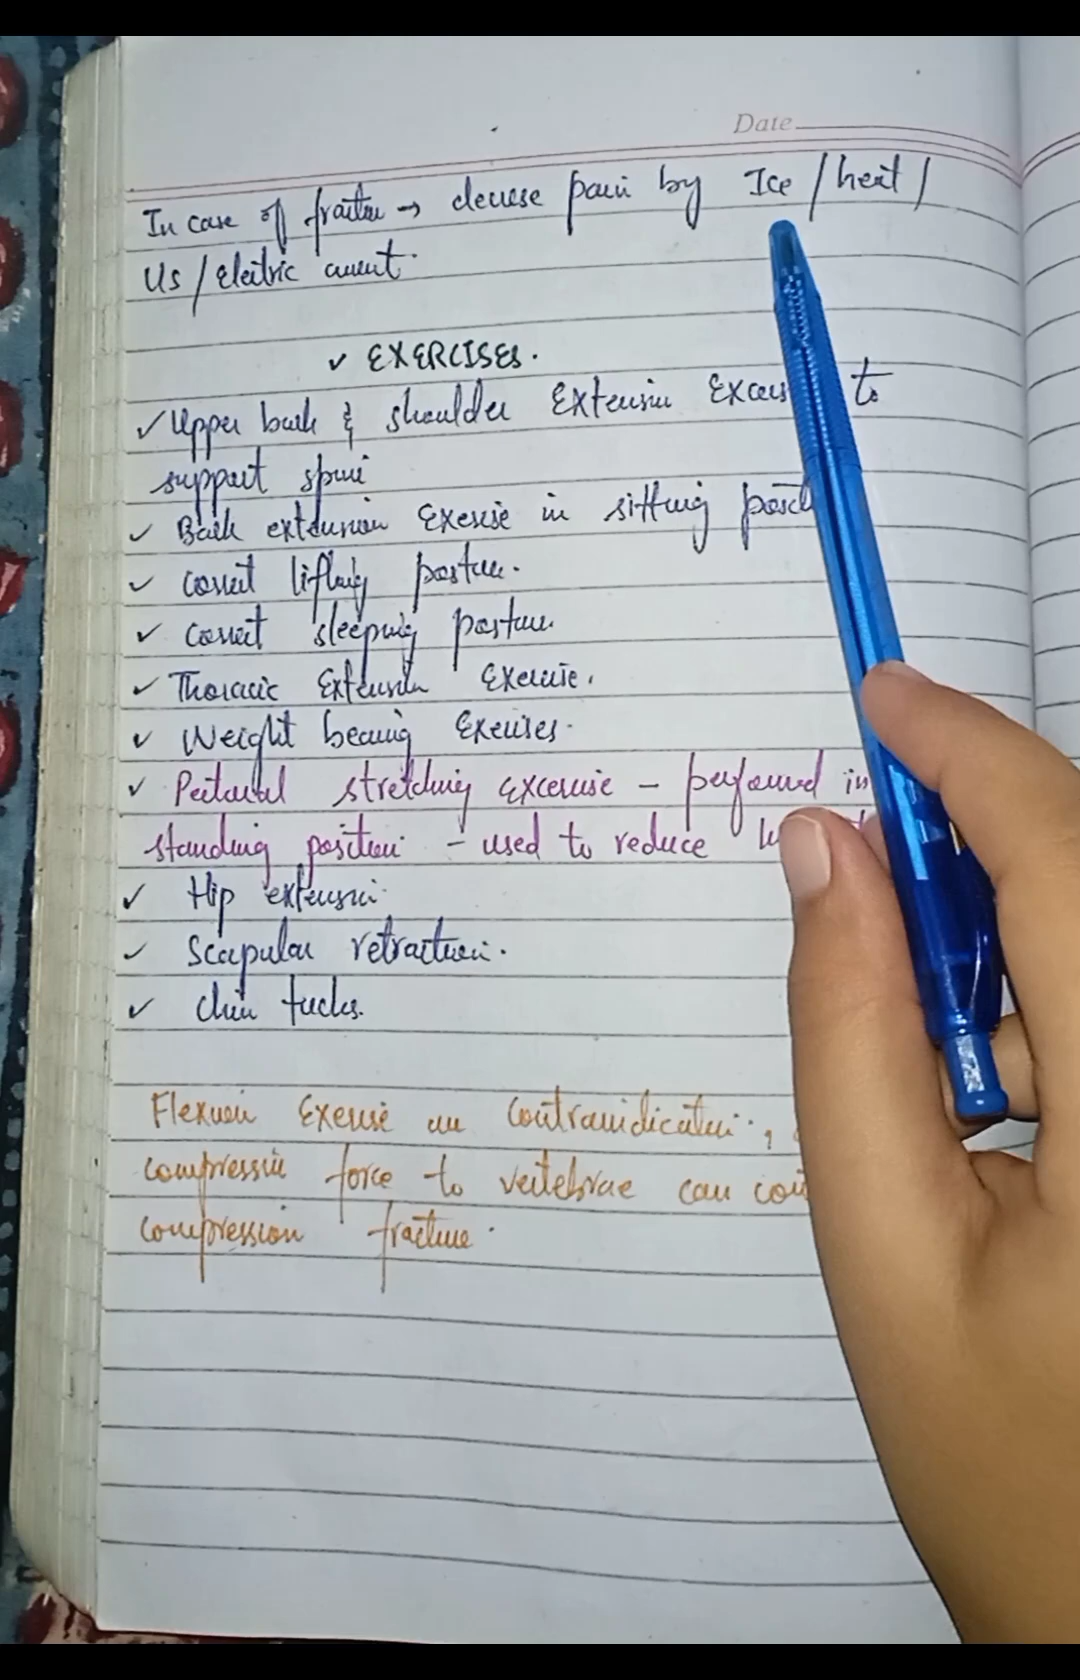 Date
In case of fracture → decrease pain by Ice / heat /
Us / Electric current.
✓ EXERCISES.
✓ Upper back & shoulder Extension to
support spine
✓ Back extension Exercise in sitting
✓ correct lifting posture.
✓ correct sleeping posture.
✓ Thoracic Extension Exercise.
✓ Weight bearing Exercises.
✓ Pectoral stretching excercise – performed in
standing position – used to reduce
✓ Hip extension
✓ Scapular retraction.
✓ Chin tucks.
Flexion Exercise are contraindication.,
compression force to vertebrae can
compression fracture.